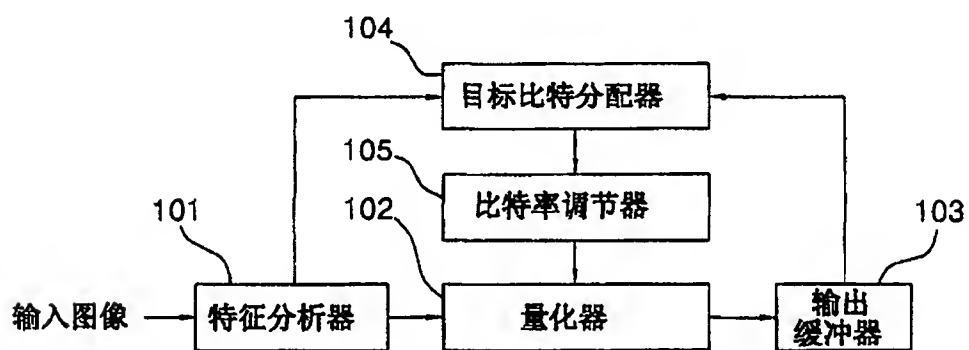 104
目标比特分配器
105
比特率调节器
101
102
103
输入图像
特征分析器
量化器
输出
缓冲器